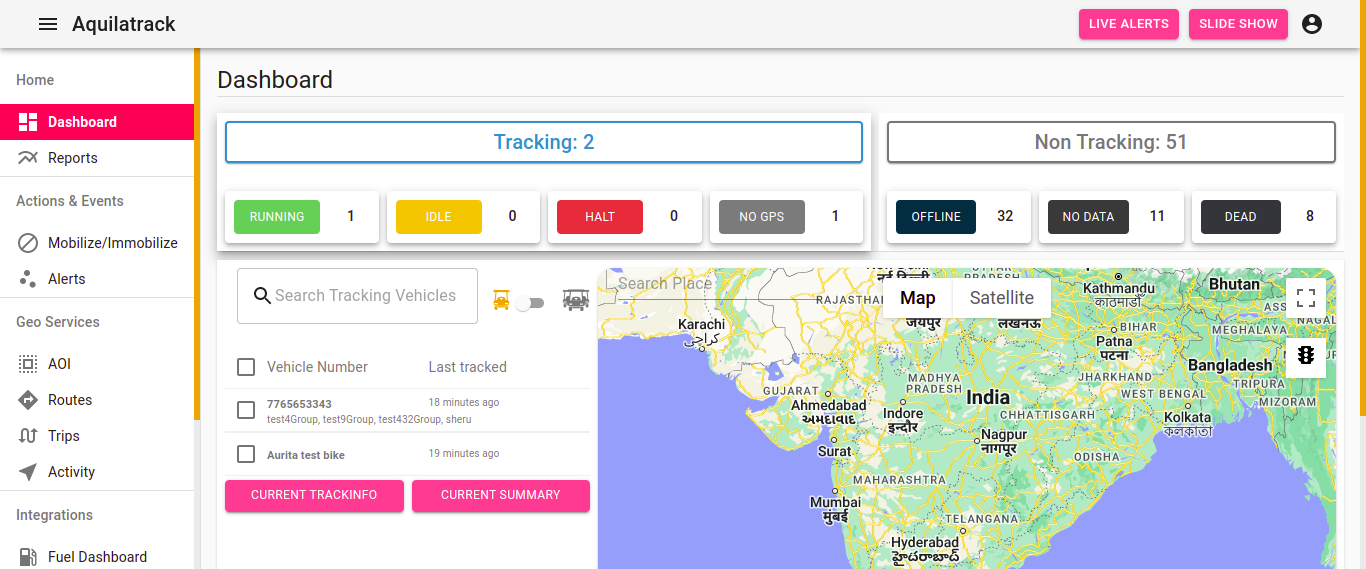 Aquilatrack
LIVE ALERTS
SLIDE SHOW
Home
Dashboard
Reports
Actions & Events
Mobilize/Immobilize
Alerts
Geo Services
AOI
Routes
Trips
Activity
Integrations
Fuel Dashboard
Dashboard
Tracking: 2
Non Tracking: 51
RUNNING 1
IDLE 0
HALT 0
NO GPS 1
OFFLINE 32
NO DATA 11
DEAD 8
Search Tracking Vehicles
Vehicle Number Last tracked
7765653343 18 minutes ago
test4Group, test9Group, test432Group, sheru
Aurita test bike 19 minutes ago
CURRENT TRACKINFO
CURRENT SUMMARY
Search Place
Map
Satellite
Kathmandu
काठमाडौं
Bhutan
Karachi
كراچى
जयपुर
लखनऊ
BIHAR
Patna
पटना
MEGHALAYA
Bangladesh
GUJARAT
Ahmedabad
અમદાવાદ
MADHYA
PRADESH
JHARKHAND
TRIPURA
WEST BENGAL
MIZORAM
India
Indore
इन्दौर
CHHATTISGARH
Kolkata
কলকাতা
Surat
Nagpur
नागपूर
ODISHA
MAHARASHTRA
Mumbai
मुंबई
TELANGANA
Hyderabad
హైదరాబాద్